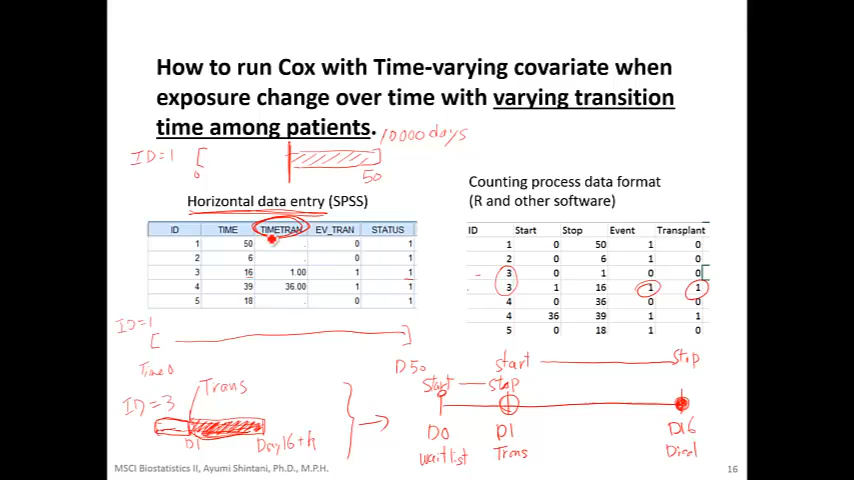 How to run Cox with Time-varying covariate when
exposure change over time with varying transition
time among patients.
10000 days
ID=1
0
50
Horizontal data entry (SPSS)
ID TIME TIMETRAN EV_TRAN STATUS
1 50 . 0 1
2 6 . 0 1
3 16 1.00 1 1
4 39 36.00 1 1
5 18 . 0 1
Counting process data format
(R and other software)
ID Start Stop Event Transplant
1 0 50 1 0
2 0 6 1 0
3 0 1 0 0
3 1 16 1 1
4 0 36 0 0
4 36 39 1 1
5 0 18 1 0
ID=1
Time 0
D50
ID=3
Trans
D1
Day16th
start
stop
start
stop
D0
D1
D16
Waitlist
Trans
Died
MSCI Biostatistics II, Ayumi Shintani, Ph.D., M.P.H.
16